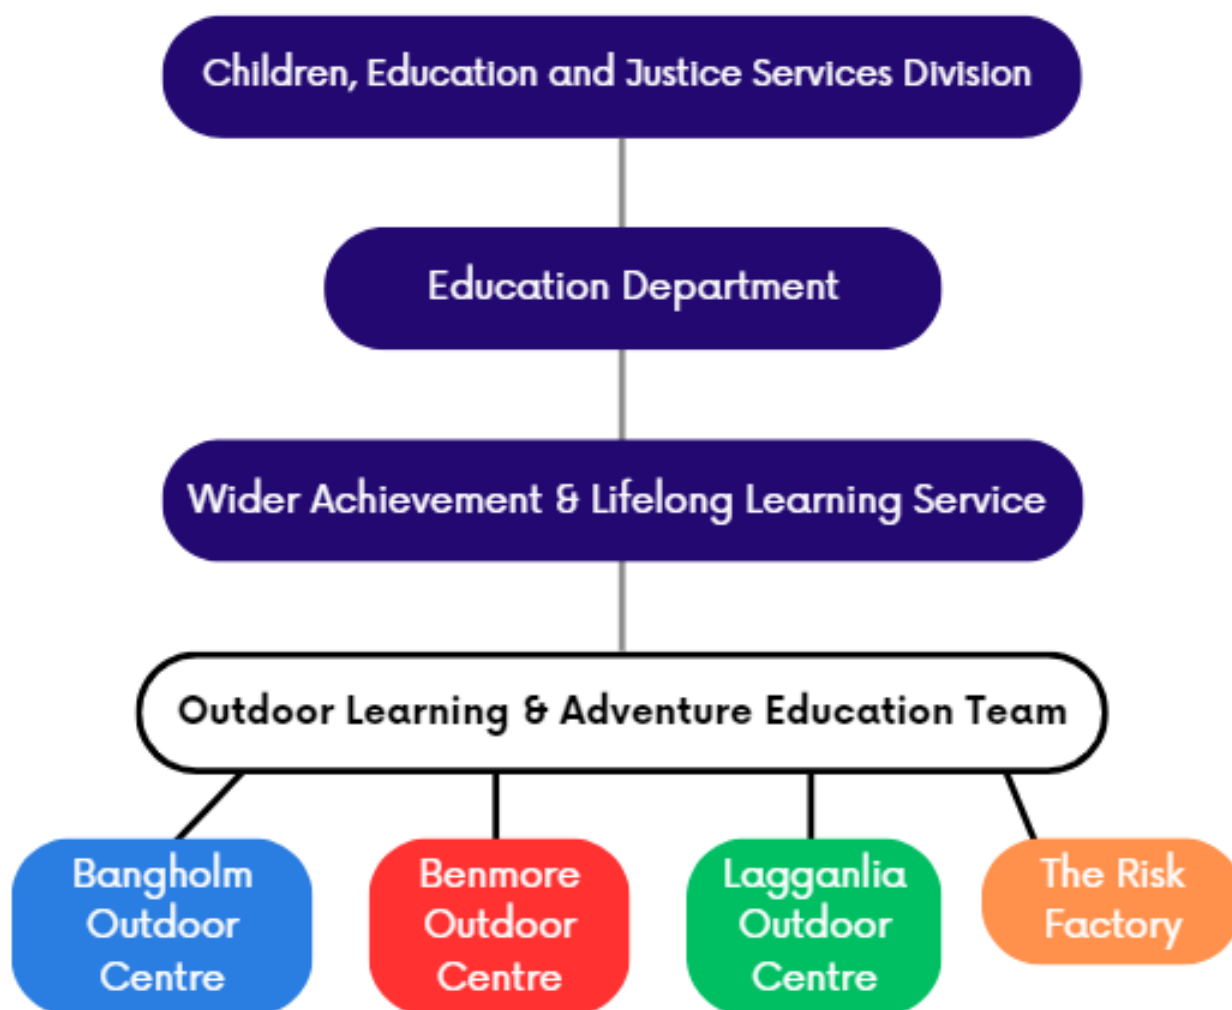 Children, Education and Justice Services Division
Education Department
Wider Achievement & Lifelong Learning Service
Outdoor Learning & Adventure Education Team
Bangholm
Outdoor
Centre
Benmore
Outdoor
Centre
Lagganlia
Outdoor
Centre
The Risk
Factory